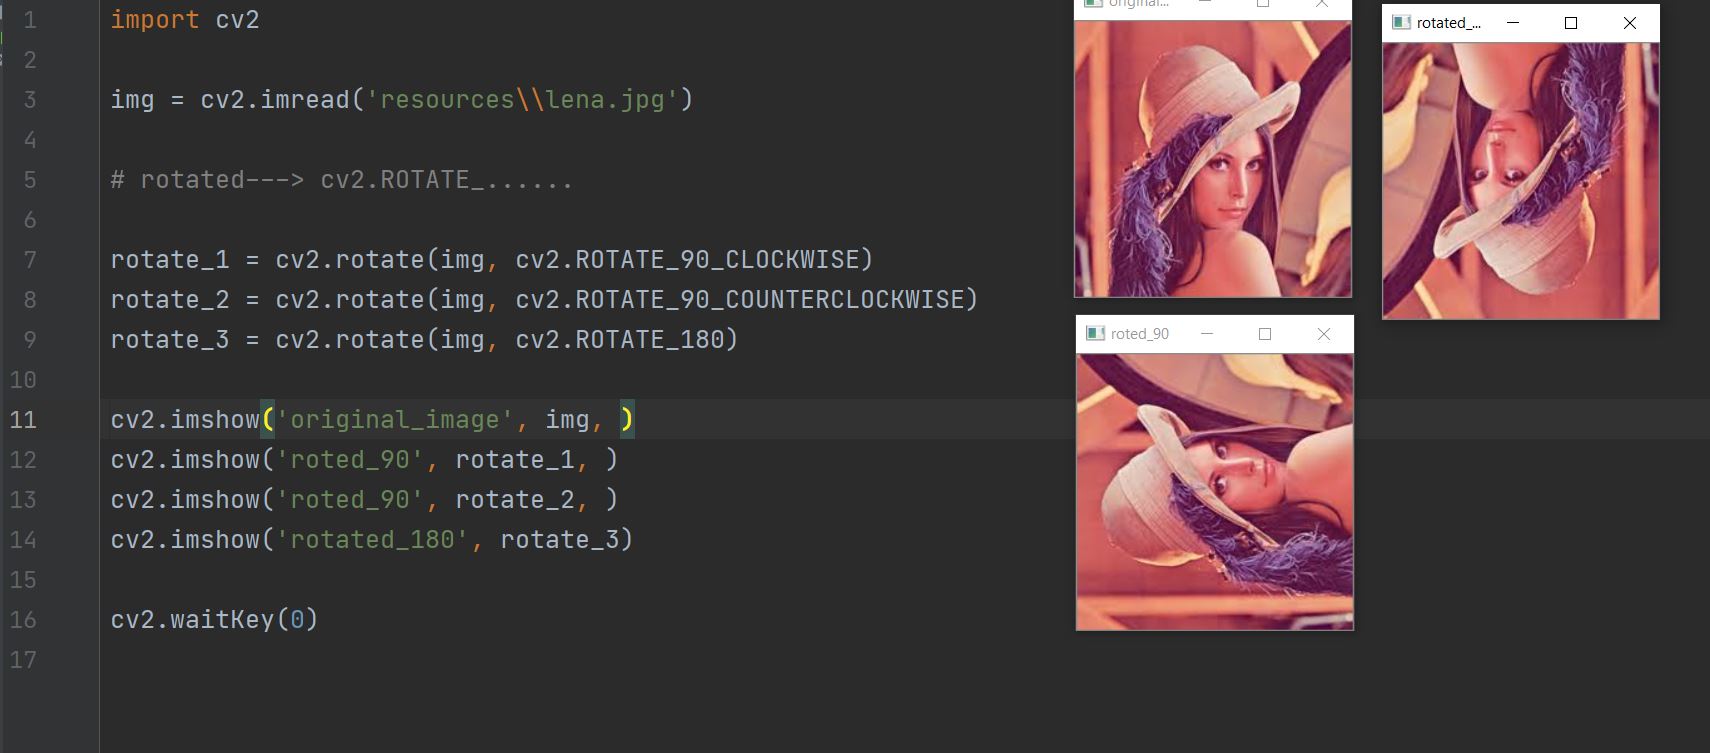 1 import cv2
2
3 img = cv2.imread('resources\\lena.jpg')
4
5 # rotated---> cv2.ROTATE_......
6
7 rotate_1 = cv2.rotate(img, cv2.ROTATE_90_CLOCKWISE)
8 rotate_2 = cv2.rotate(img, cv2.ROTATE_90_COUNTERCLOCKWISE)
9 rotate_3 = cv2.rotate(img, cv2.ROTATE_180)
10
11 cv2.imshow('original_image', img, )
12 cv2.imshow('roted_90', rotate_1, )
13 cv2.imshow('roted_90', rotate_2, )
14 cv2.imshow('rotated_180', rotate_3)
15
16 cv2.waitKey(0)
17
original...
rotated_...
roted_90